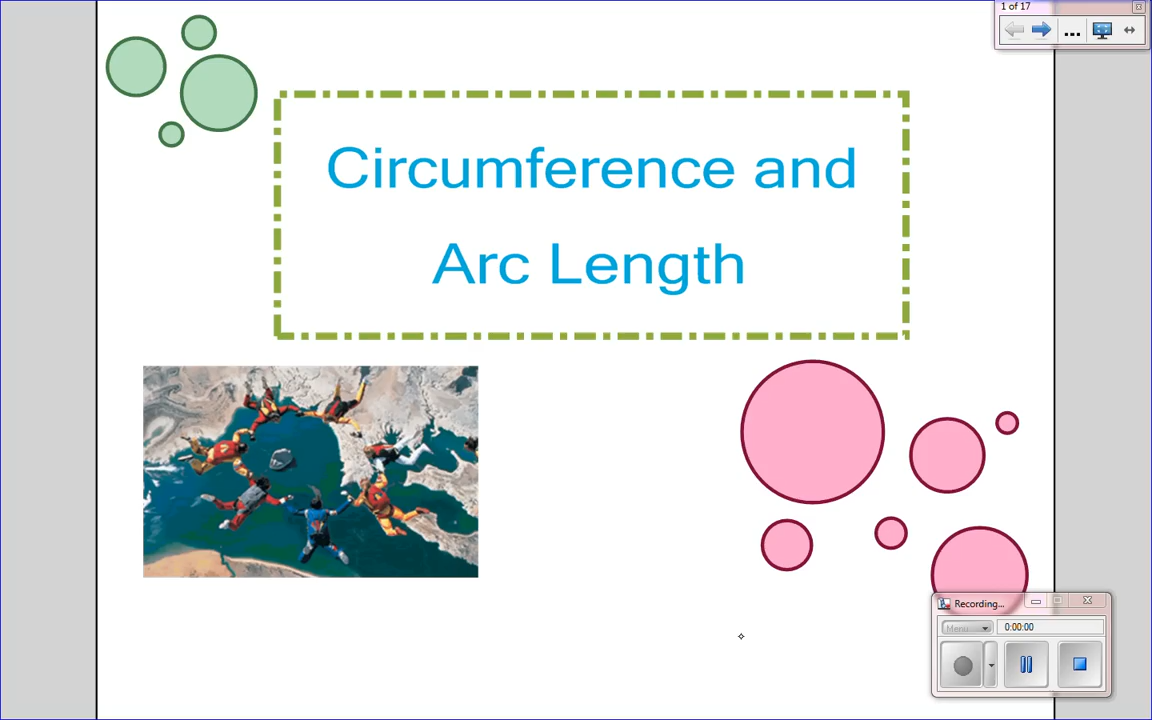 1 of 17
Circumference and
Arc Length
Recording...
Menu
0:00:00